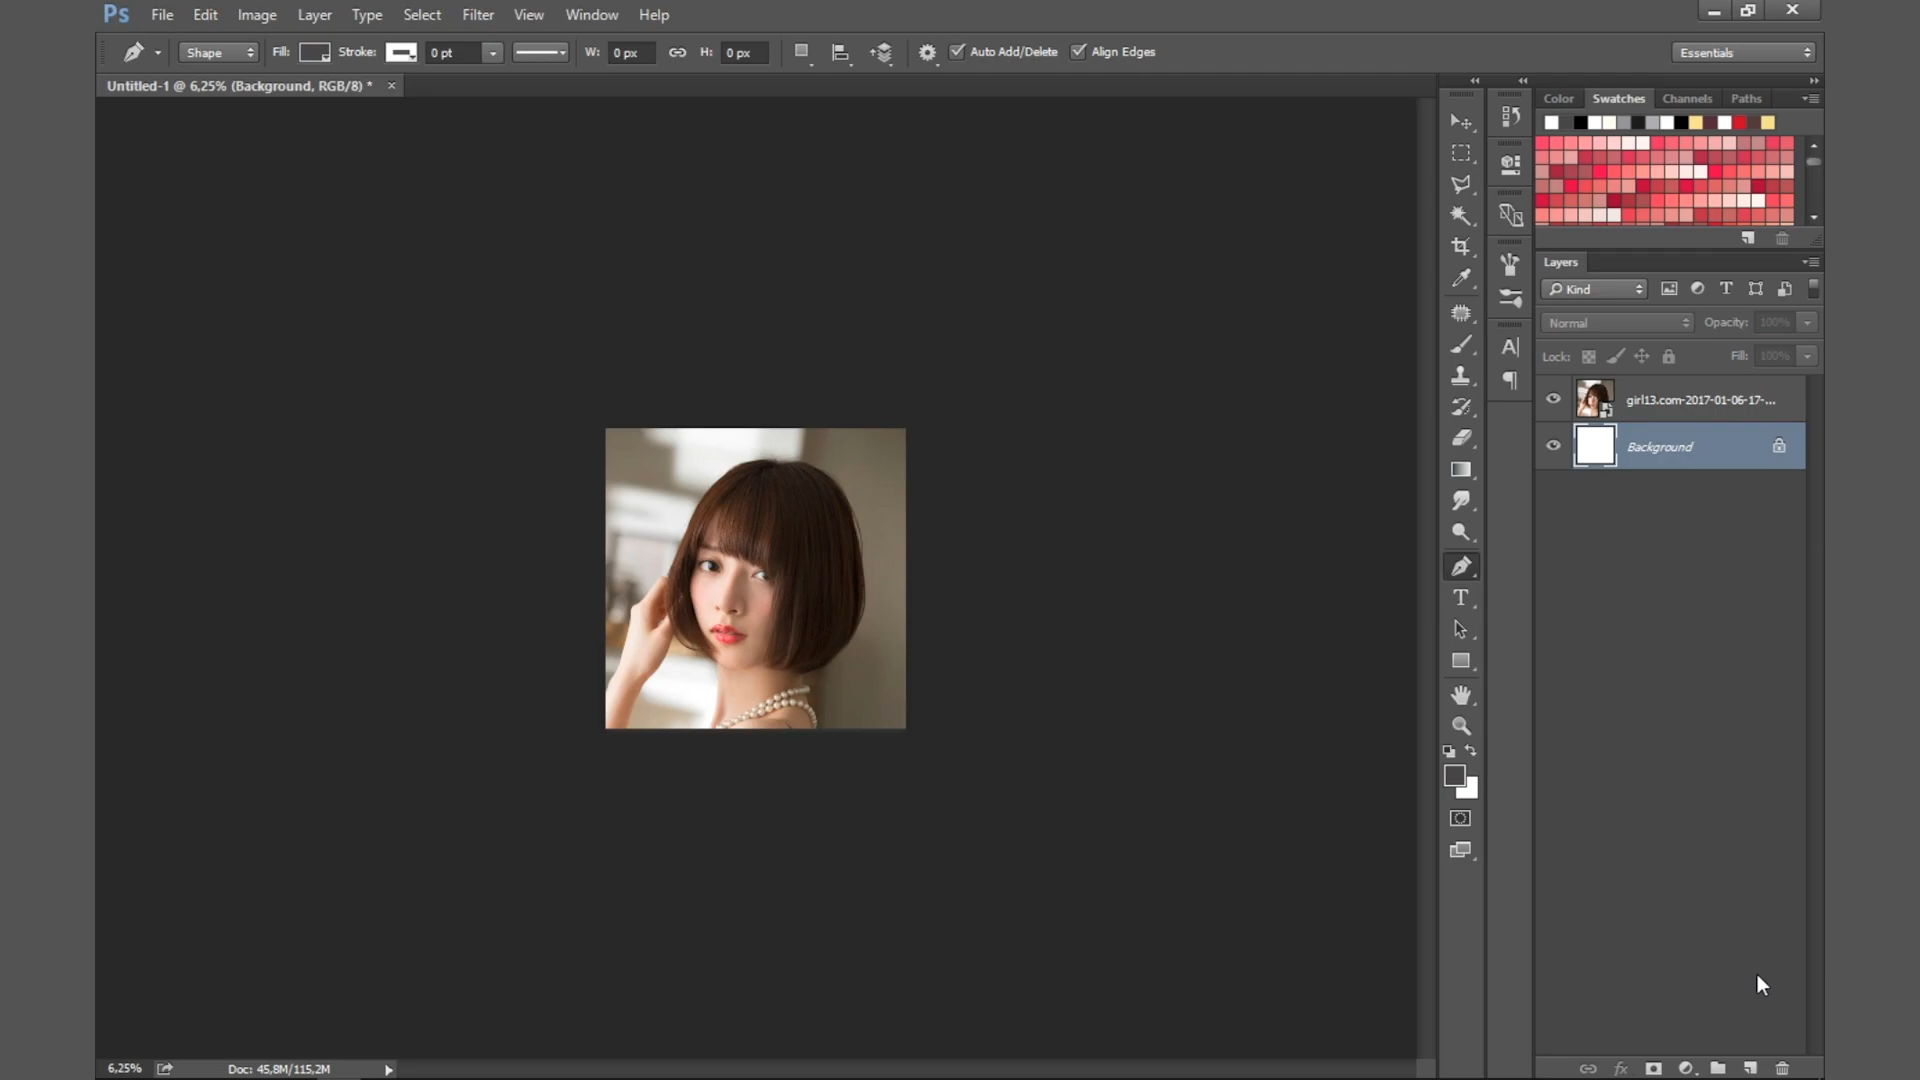 Ps File Edit Image Layer Type Select Filter View Window Help
Shape Fill: Stroke: 0 pt W: 0 px H: 0 px Auto Add/Delete Align Edges Essentials
Untitled-1 @ 6,25% (Background, RGB/8) * ×
Color Swatches Channels Paths
Layers
Kind
Normal Opacity: 100%
Lock: Fill: 100%
girl13.com-2017-01-06-17-...
Background
6,25% Doc: 45,8M/115,2M